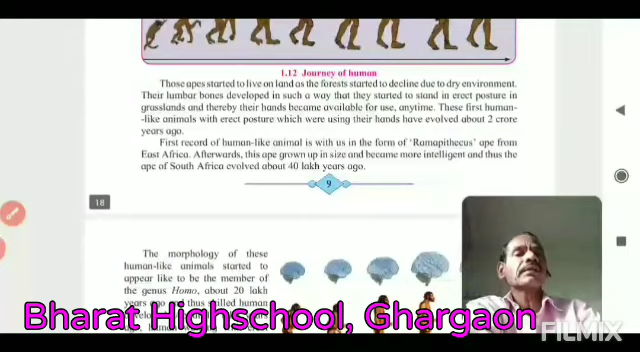 1.12 Journey of human
Those apes started to live on land as the forests started to decline due to dry environment.
Their lumbar bones developed in such a way that they started to stand in erect posture in
grasslands and thereby their hands became available for use, anytime. These first human-
-like animals with erect posture which were using their hands have evolved about 2 crore
years ago.
First record of human-like animal is with us in the form of 'Ramapithecus' ape from
East Africa. Afterwards, this ape grown up in size and became more intelligent and thus the
ape of South Africa evolved about 40 lakh years ago.
9
18
The morphology of these
human-like animals started to
appear like to be the member of
the genus Homo, about 20 lakh
years ago and thus skilled human
Bharat Highschool, Ghargaon
FILMIX